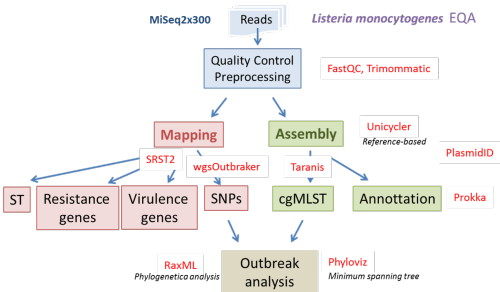 MiSeq2x300
Reads
Listeria monocytogenes EQA
Quality Control
Preprocessing
FastQC, Trimommatic
Mapping
Assembly
Unicycler
Reference-based
PlasmidID
SRST2
wgsOutbraker
Taranis
ST
Resistance
genes
Virulence
genes
SNPs
cgMLST
Annottation
Prokka
RaxML
Phylogenetica analysis
Outbreak
analysis
Phyloviz
Minimum spanning tree